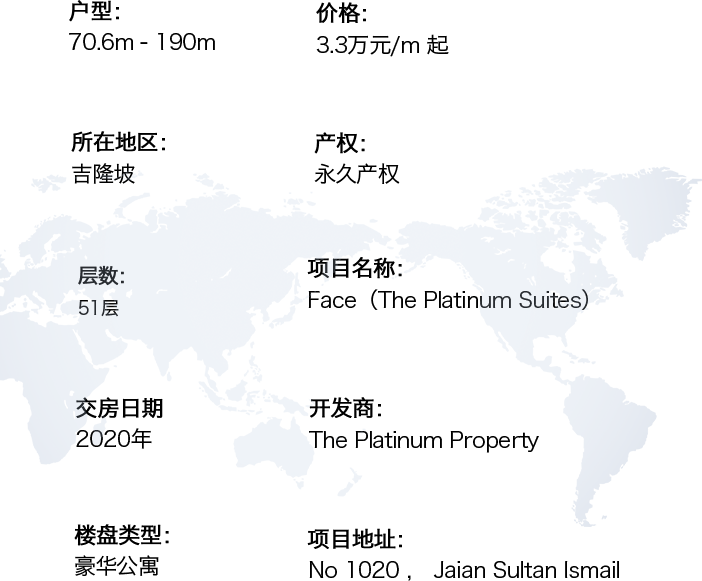 户型：
70.6m - 190m
价格：
3.3万元/m 起
所在地区：
吉隆坡
产权：
永久产权
层数：
51层
项目名称：
Face（The Platinum Suites）
交房日期
2020年
开发商：
The Platinum Property
楼盘类型：
豪华公寓
项目地址：
No 1020 ， Jaian Sultan Ismail